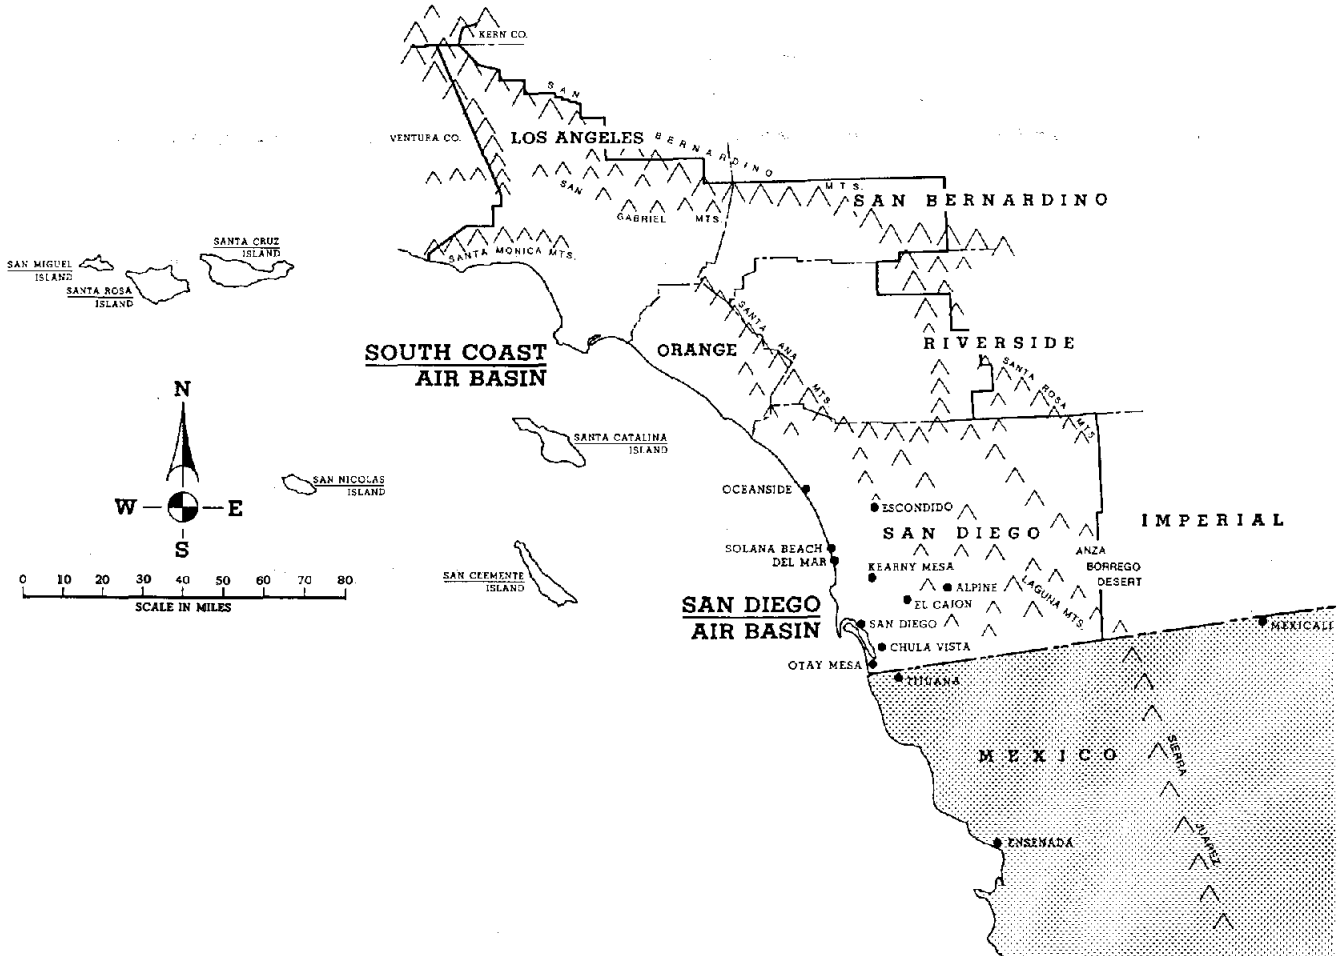 KERN CO.
SAN
VENTURA CO.
LOS ANGELES
BERNARDINO
MTS.
SAN BERNARDINO
SAN
GABRIEL MTS.
SANTA MONICA MTS.
SANTA CRUZ
ISLAND
SAN MIGUEL
ISLAND
SANTA ROSA
ISLAND
SOUTH COAST
AIR BASIN
ORANGE
SANTA ANA MTS.
RIVERSIDE
SANTA ROSA MTS.
N
W E
S
SAN NICOLAS
ISLAND
SANTA CATALINA
ISLAND
OCEANSIDE
ESCONDIDO
SAN DIEGO
IMPERIAL
SOLANA BEACH
DEL MAR
KEARNY MESA
ANZA
BORREGO
DESERT
SAN CLEMENTE
ISLAND
ALPINE
LAGUNA MTS.
EL CAJON
0 10 20 30 40 50 60 70 80
SCALE IN MILES
SAN DIEGO
AIR BASIN
SAN DIEGO
MEXICALI
CHULA VISTA
OTAY MESA
TIJUANA
MEXICO
SIERRA
JUAREZ
ENSENADA